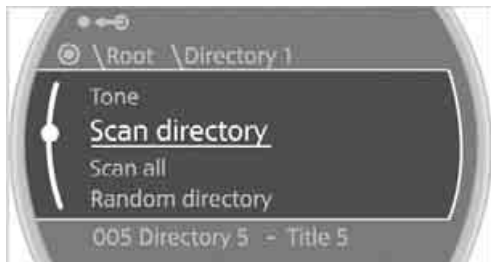 \Root \Directory 1
Tone
Scan directory
Scan all
Random directory
005 Directory 5 - Title 5